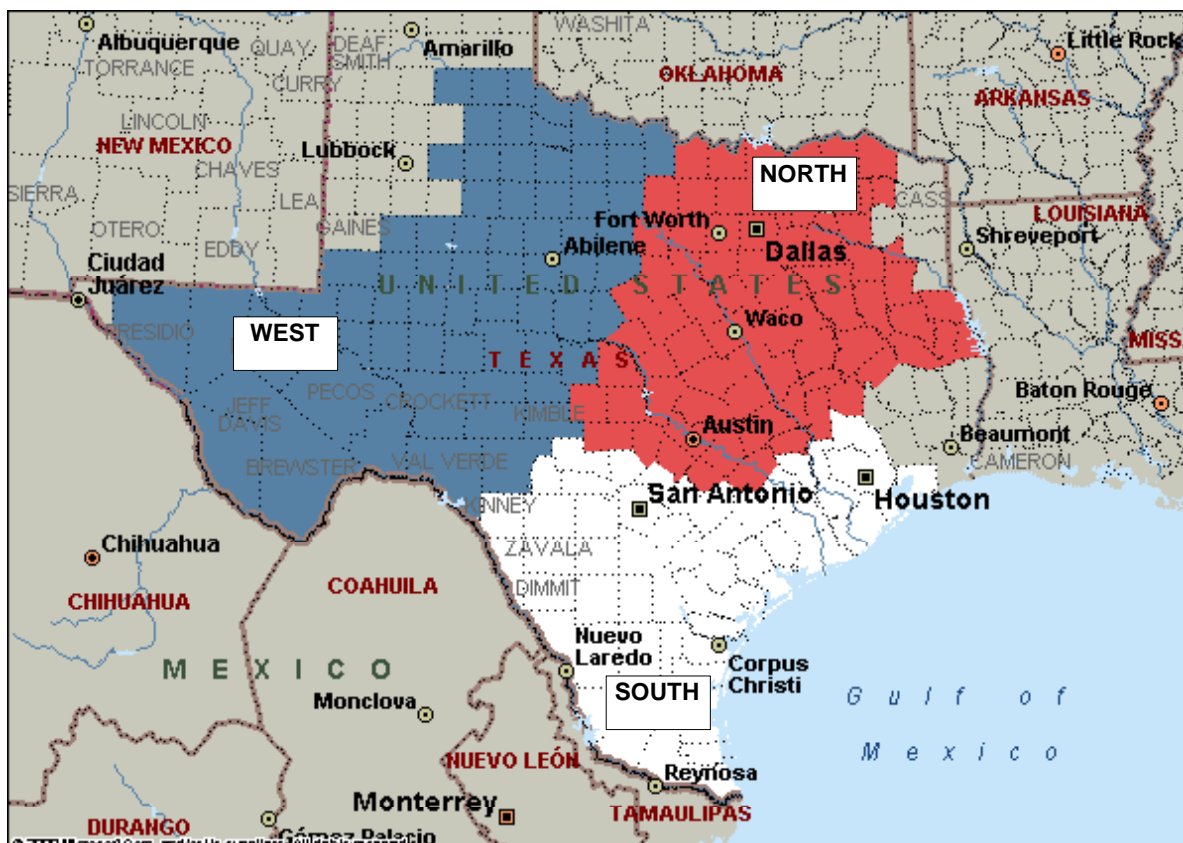 WASHITA
Albuquerque
QUAY
DEAF
SMITH
Amarillo
Little Rock
TORRANCE
CURRY
OKLAHOMA
ARKANSAS
LINCOLN
NEW MEXICO
Lubbock
CHAVES
NORTH
SIERRA
LEA
CASS
LOUISIANA
OTERO
GAINES
Fort Worth
EDDY
Abilene
Dallas
Shreveport
Ciudad
Juárez
UNITED STATES
PRESIDIO
WEST
Waco
MISS
TEXAS
PECOS
CROCKETT
KIMBLE
Baton Rouge
JEFF
DAVIS
Austin
Beaumont
BREWSTER
VAL VERDE
CAMERON
San Antonio
Houston
KINNEY
Chihuahua
ZAVALA
COAHUILA
DIMMIT
CHIHUAHUA
Nuevo
Laredo
Corpus
Christi
MEXICO
SOUTH
Monclova
Gulf of
Mexico
NUEVO LEÓN
Reynosa
Monterrey
TAMAULIPAS
DURANGO
Gómez Palacio